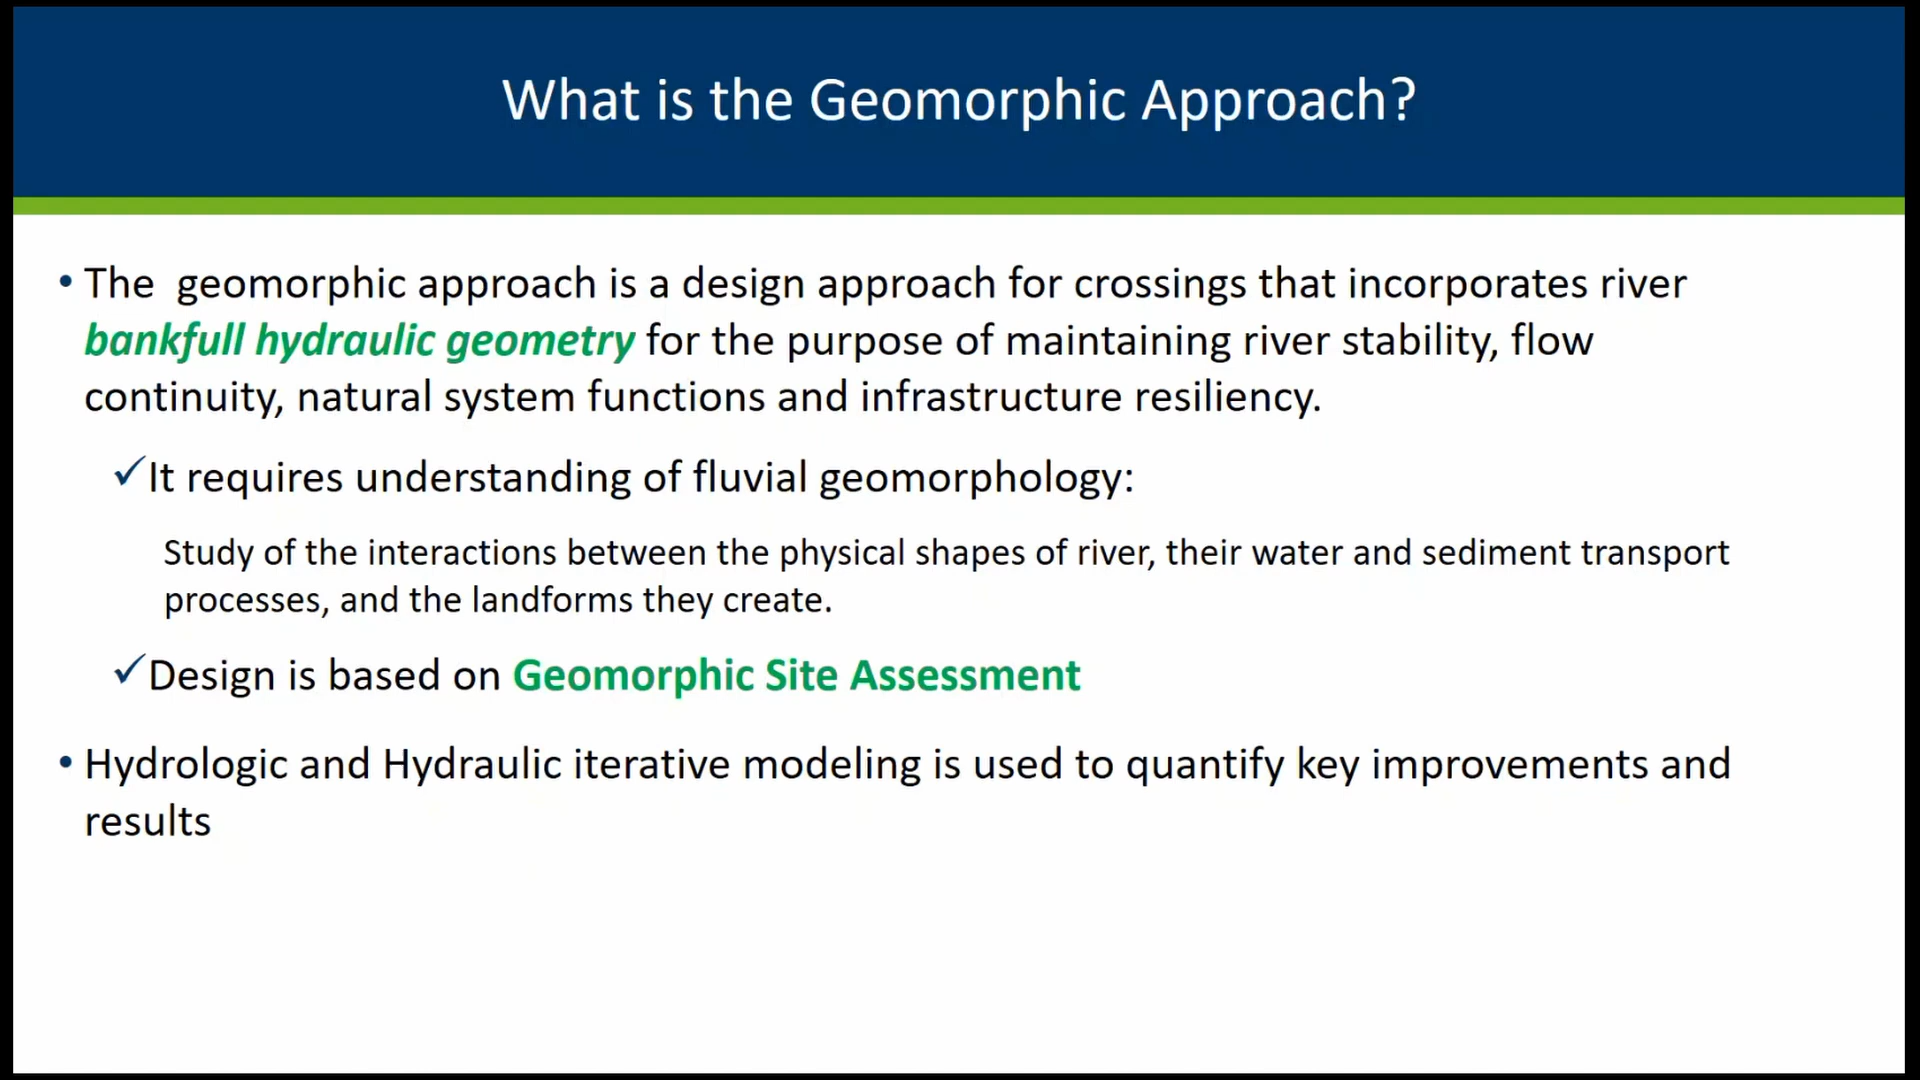 What is the Geomorphic Approach?
• The  geomorphic approach is a design approach for crossings that incorporates river
bankfull hydraulic geometry for the purpose of maintaining river stability, flow
continuity, natural system functions and infrastructure resiliency.
✓It requires understanding of fluvial geomorphology:
Study of the interactions between the physical shapes of river, their water and sediment transport
processes, and the landforms they create.
✓Design is based on Geomorphic Site Assessment
• Hydrologic and Hydraulic iterative modeling is used to quantify key improvements and
results